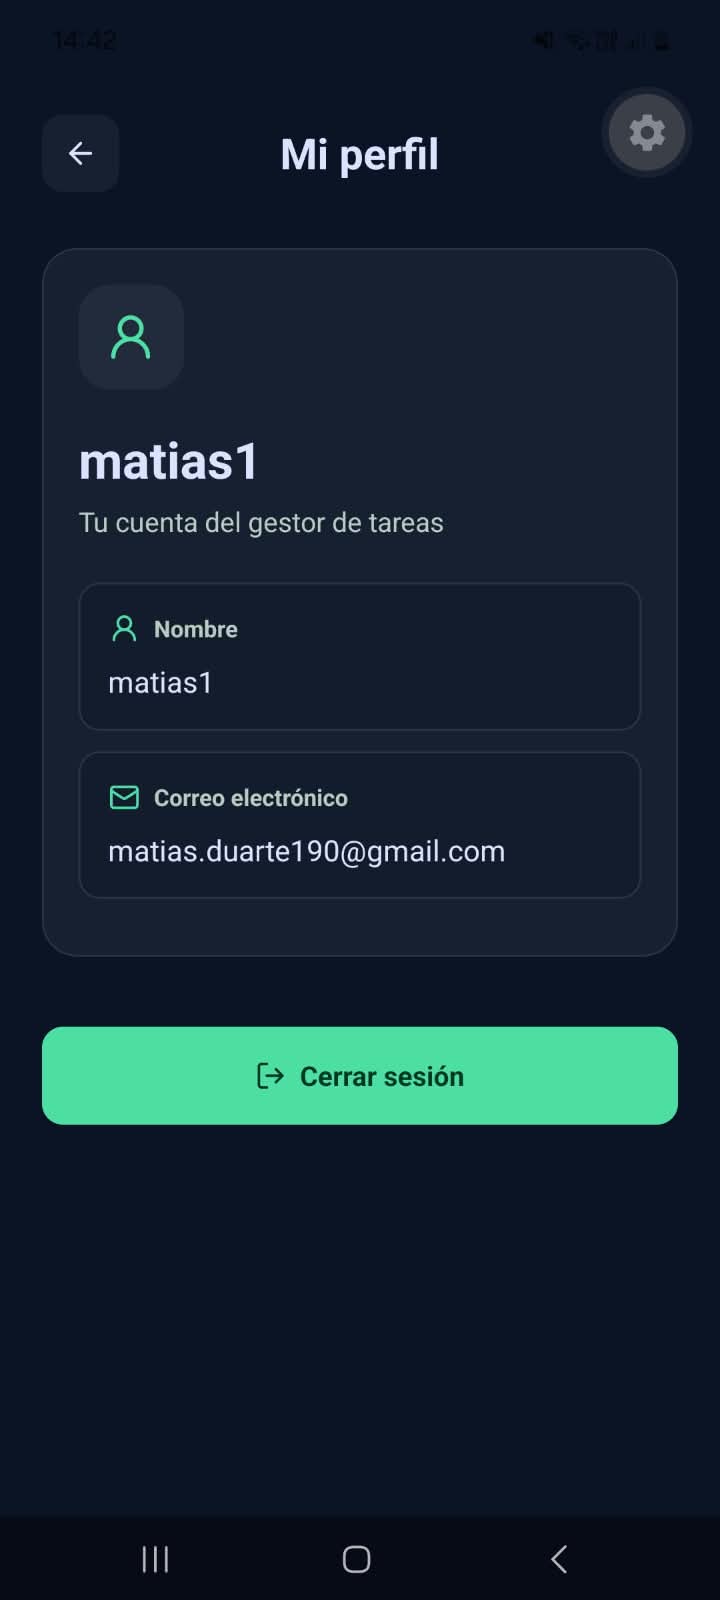 14:42
Mi perfil
matias1
Tu cuenta del gestor de tareas
Nombre
matias1
Correo electrónico
matias.duarte190@gmail.com
Cerrar sesión